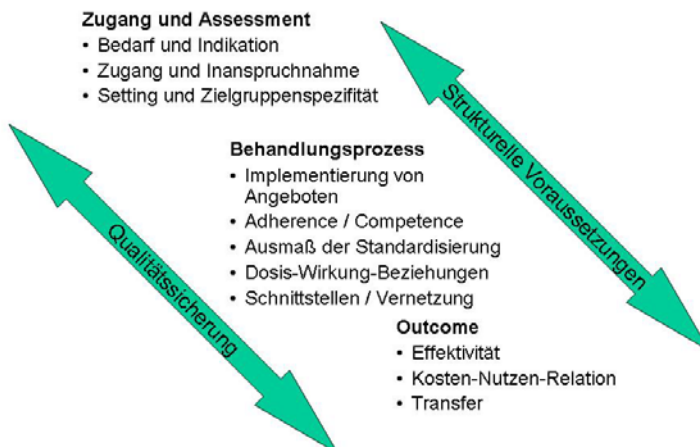 Zugang und Assessment
• Bedarf und Indikation
• Zugang und Inanspruchnahme
• Setting und Zielgruppenspezifität
Strukturelle Voraussetzungen
Behandlungsprozess
• Implementierung von
Angeboten
• Adherence / Competence
• Ausmaß der Standardisierung
• Dosis-Wirkung-Beziehungen
• Schnittstellen / Vernetzung
Qualitätssicherung
Outcome
• Effektivität
• Kosten-Nutzen-Relation
• Transfer